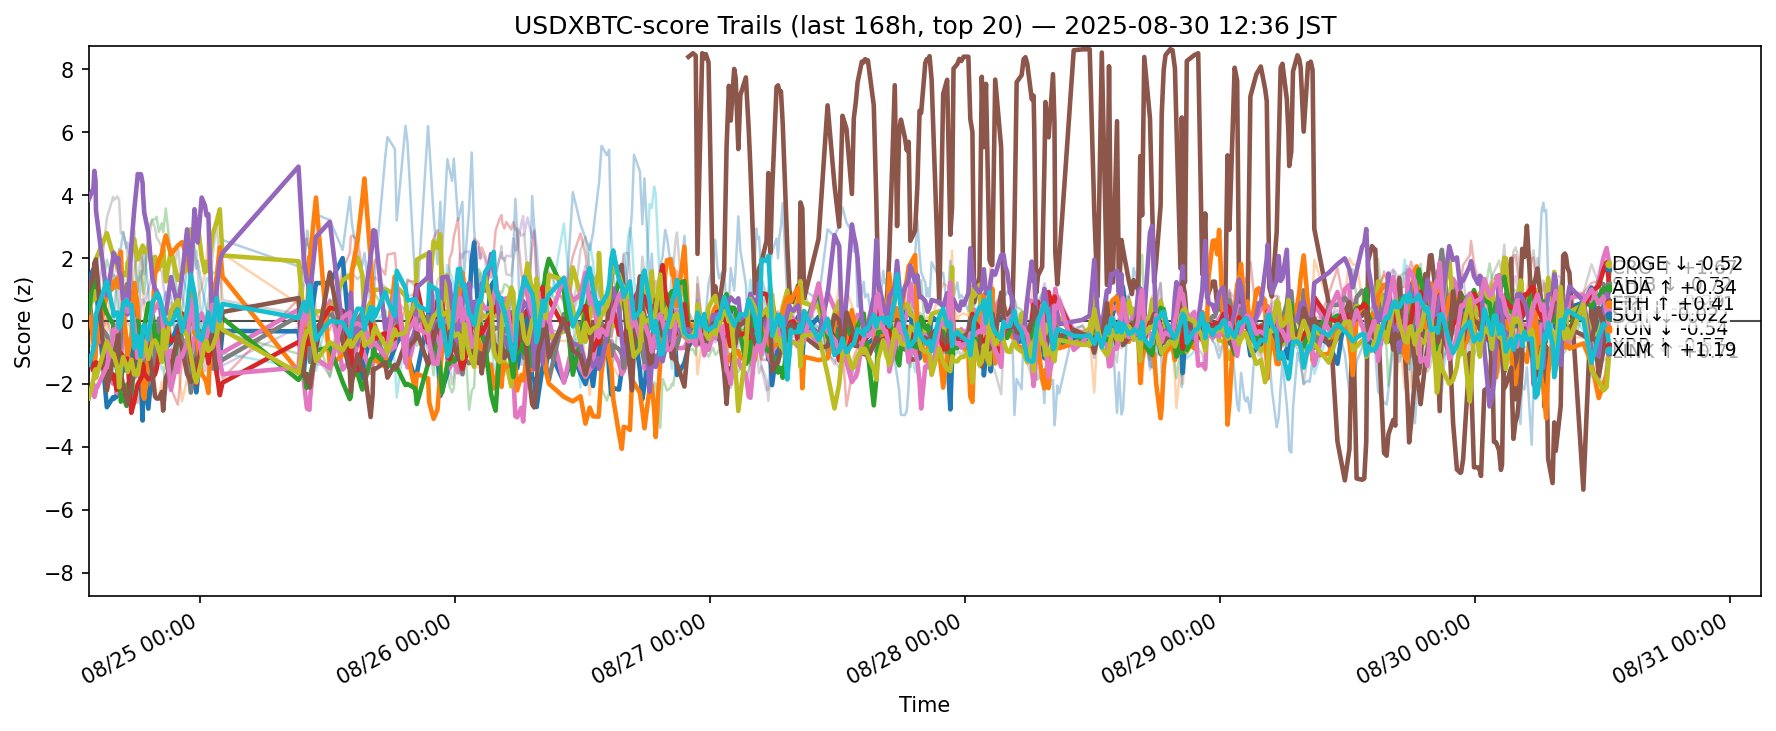 USDXBTC-score Trails (last 168h, top 20) — 2025-08-30 12:36 JST
Score (z)
8
6
4
2
0
−2
−4
−6
−8
DOGE ↓ -0.52
ADA ↑ +0.34
ETH ↑ +0.41
SUI ↓ -0.022
TON ↓ -0.54
XLM ↑ +1.19
08/25 00:00
08/26 00:00
08/27 00:00
08/28 00:00
08/29 00:00
08/30 00:00
08/31 00:00
Time